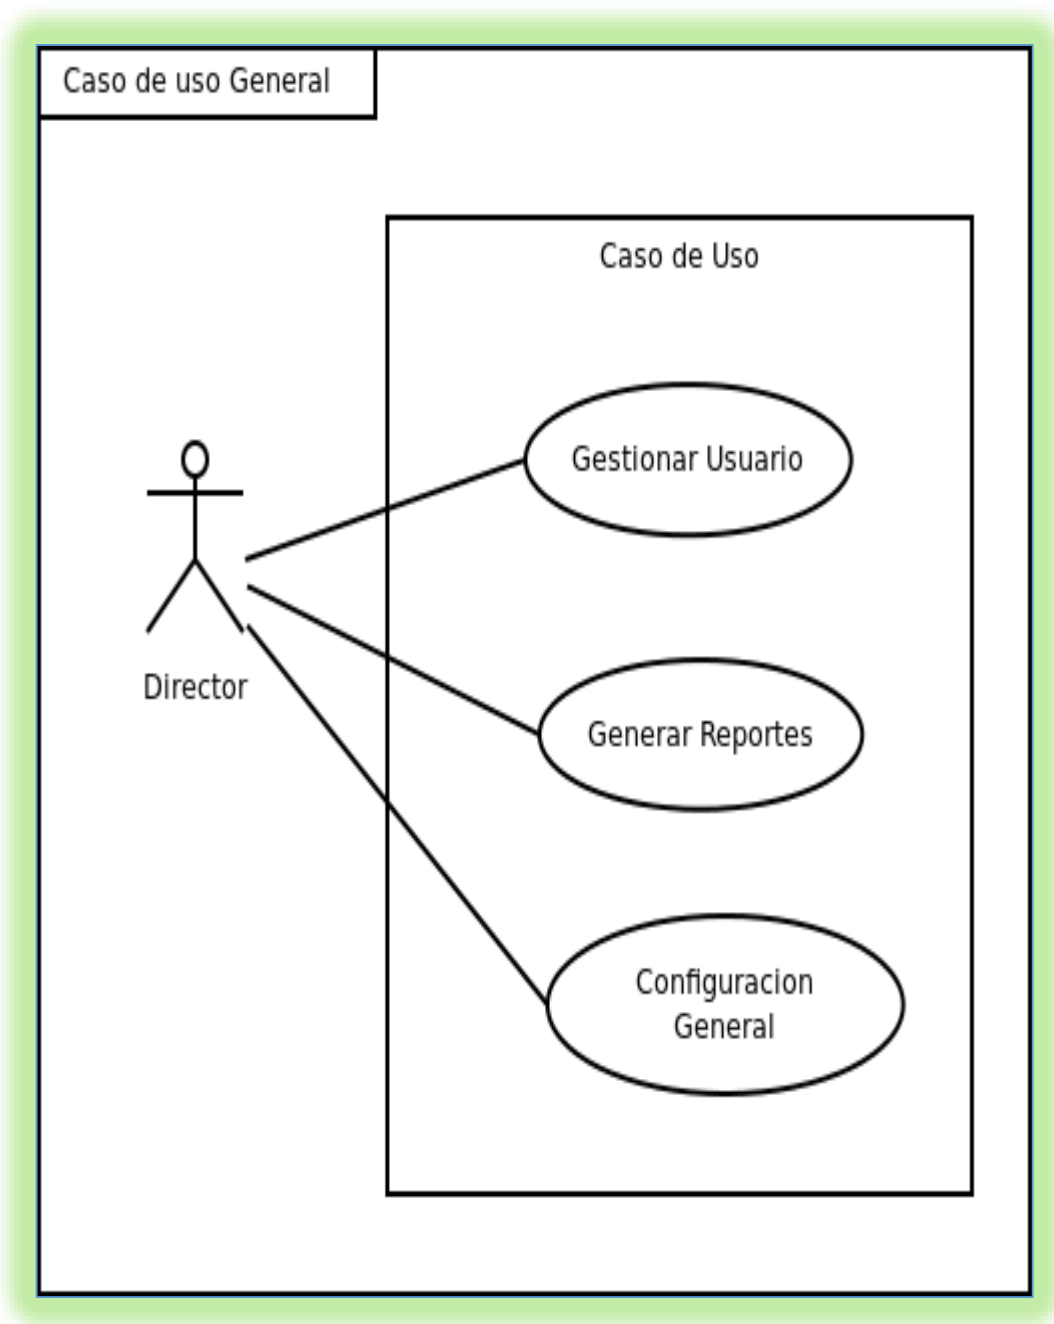 Caso de uso General
Caso de Uso
Gestionar Usuario
Director
Generar Reportes
Configuracion
General